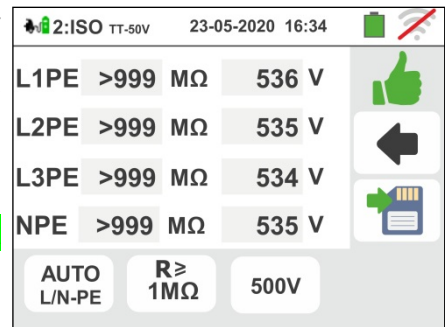 2:ISO TT-50V 23-05-2020 16:34
L1PE >999 MΩ 536 V
L2PE >999 MΩ 535 V
L3PE >999 MΩ 534 V
NPE >999 MΩ 535 V
AUTO R≥ 500V
L/N-PE 1MΩ